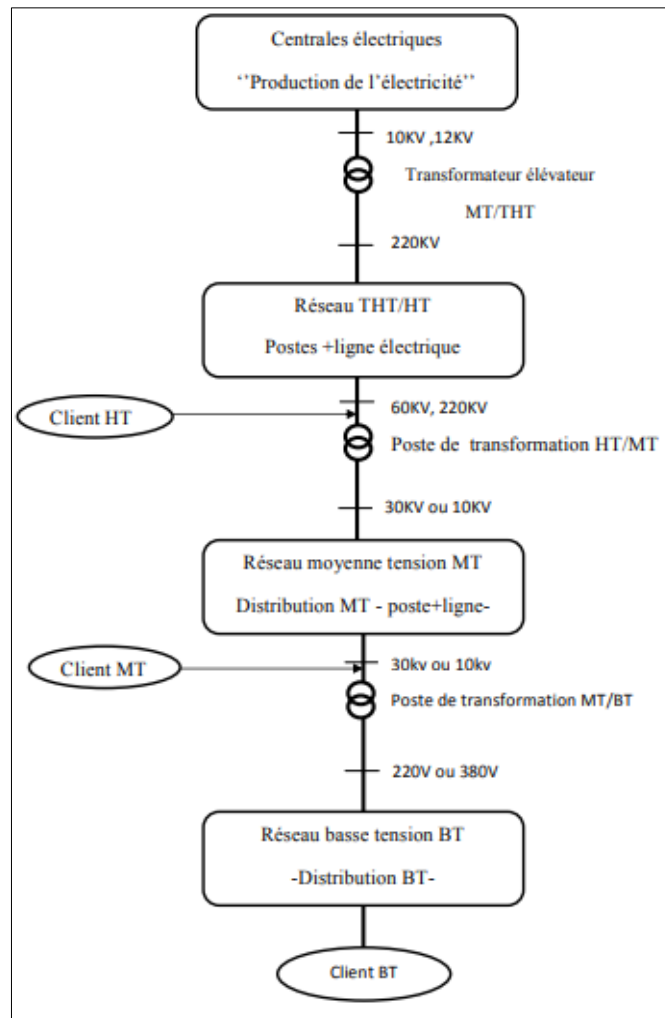 Centrales électriques
‘’Production de l’électricité’’
10KV ,12KV
Transformateur élévateur
MT/THT
220KV
Réseau THT/HT
Postes +ligne électrique
Client HT
60KV, 220KV
Poste de transformation HT/MT
30KV ou 10KV
Réseau moyenne tension MT
Distribution MT - poste+ligne-
Client MT
30kv ou 10kv
Poste de transformation MT/BT
220V ou 380V
Réseau basse tension BT
-Distribution BT-
Client BT